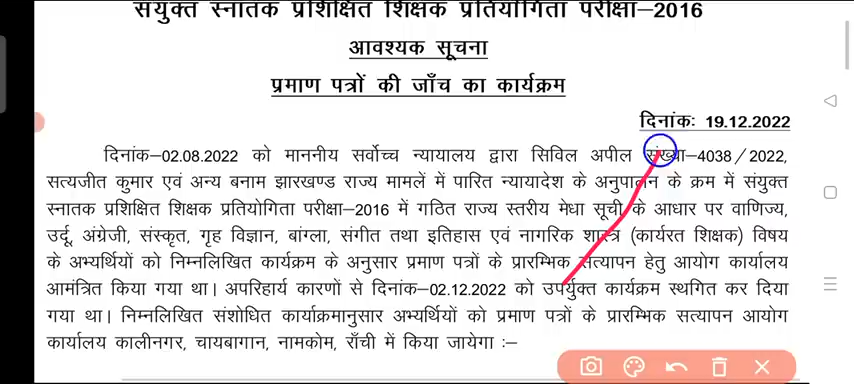 संयुक्त स्नातक प्रशिक्षित शिक्षक प्रतियोगिता परीक्षा–2016
आवश्यक सूचना
प्रमाण पत्रों की जाँच का कार्यक्रम
दिनांकः 19.12.2022
दिनांक–02.08.2022 को माननीय सर्वोच्च न्यायालय द्वारा सिविल अपील संख्या–4038/2022,
सत्यजीत कुमार एवं अन्य बनाम झारखण्ड राज्य मामलें में पारित न्यायादेश के अनुपालन के क्रम में संयुक्त
स्नातक प्रशिक्षित शिक्षक प्रतियोगिता परीक्षा–2016 में गठित राज्य स्तरीय मेधा सूची के आधार पर वाणिज्य,
उर्दू, अंग्रेजी, संस्कृत, गृह विज्ञान, बांग्ला, संगीत तथा इतिहास एवं नागरिक शास्त्र (कार्यरत शिक्षक) विषय
के अभ्यर्थियों को निम्नलिखित कार्यक्रम के अनुसार प्रमाण पत्रों के प्रारम्भिक सत्यापन हेतु आयोग कार्यालय
आमंत्रित किया गया था। अपरिहार्य कारणों से दिनांक–02.12.2022 को उपर्युक्त कार्यक्रम स्थगित कर दिया
गया था। निम्नलिखित संशोधित कार्याक्रमानुसार अभ्यर्थियों को प्रमाण पत्रों के प्रारम्भिक सत्यापन आयोग
कार्यालय कालीनगर, चायबागान, नामकोम, राँची में किया जायेगा :–